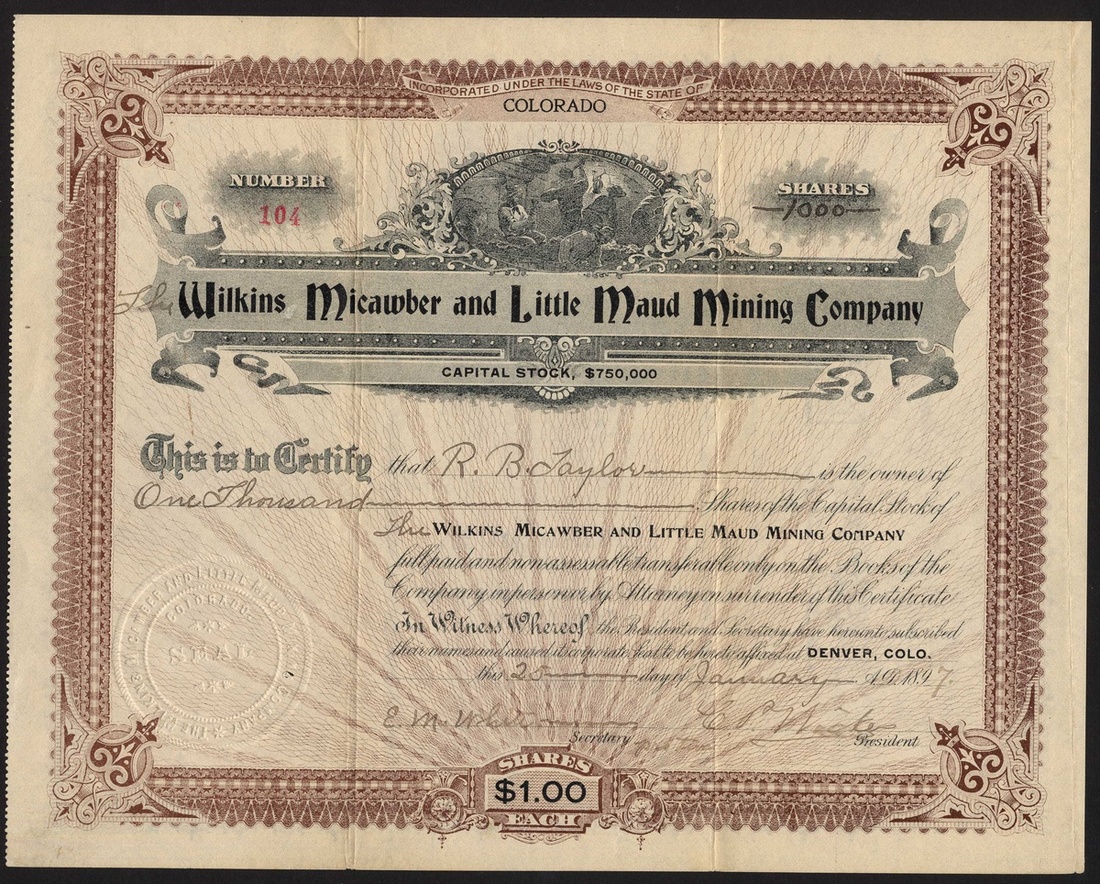 INCORPORATED UNDER THE LAWS OF THE STATE OF
COLORADO
NUMBER
104
SHARES
1000
The Wilkins Micawber and Little Maud Mining Company
CAPITAL STOCK, $750,000
This is to Certify that R. B. Taylor is the owner of
One Thousand Shares of the Capital Stock of
The WILKINS MICAWBER AND LITTLE MAUD MINING COMPANY
full paid and non assessable transferable only on the Books of the
Company in person or by Attorney on surrender of this Certificate
In Witness Whereof, the President and Secretary have hereunto subscribed
their names and caused its corporate seal to be hereto affixed at DENVER, COLO.
this 25 day of January A.D. 1897.
E. M. White
Secretary
C P White
President
COLORADO
SEAL
SHARES
$1.00
EACH